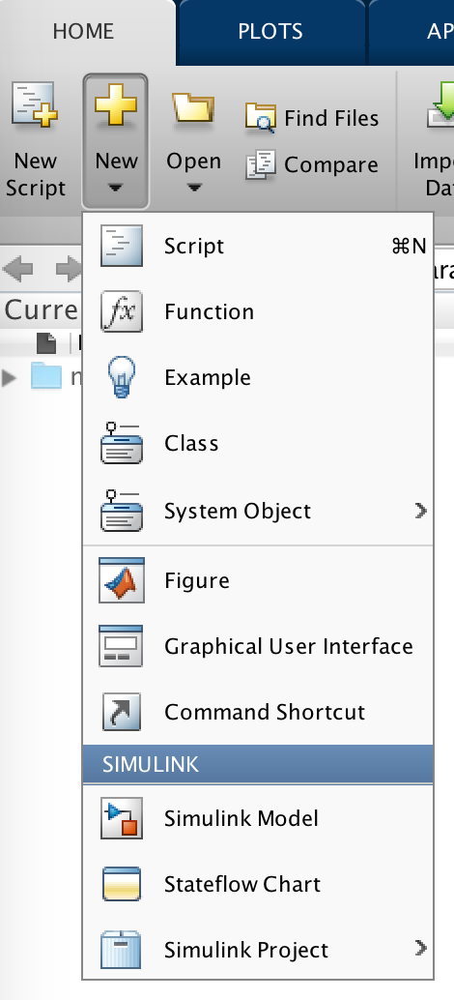 HOME
PLOTS
AP
New
Script
New
Open
Find Files
Compare
Impo
Dat
Script ⌘N
Function
Example
Class
System Object
Figure
Graphical User Interface
Command Shortcut
SIMULINK
Simulink Model
Stateflow Chart
Simulink Project
Curre